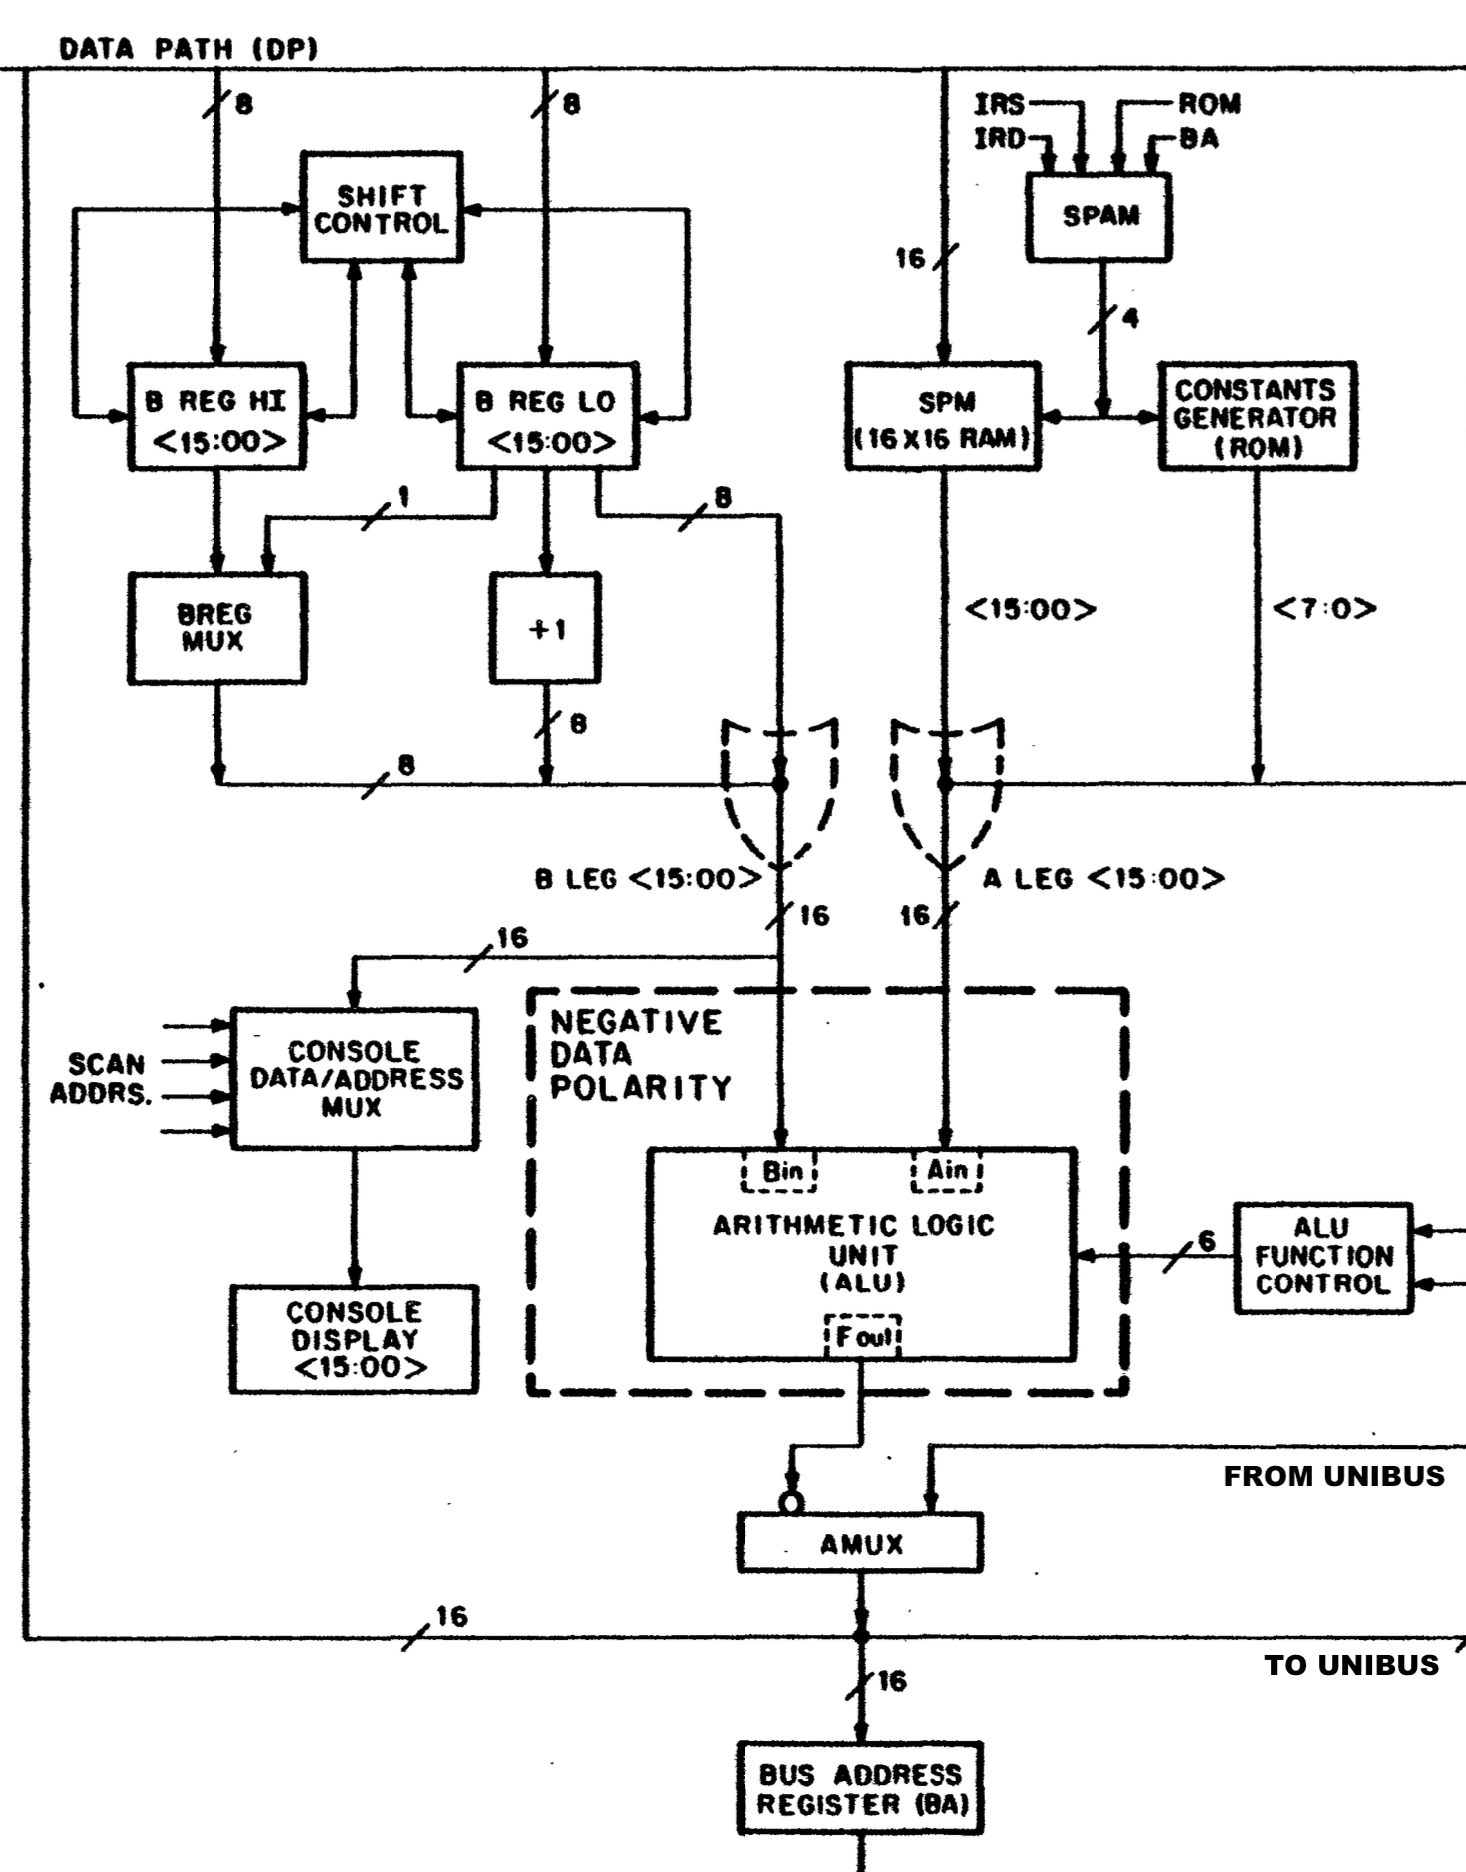 DATA PATH (DP)
8
8
IRS
ROM
IRD
BA
SHIFT
CONTROL
SPAM
16
4
B REG HI
<15:00>
B REG LO
<15:00>
SPM
(16X16 RAM)
CONSTANTS
GENERATOR
(ROM)
1
8
BREG
MUX
+1
<15:00>
<7:0>
8
8
B LEG <15:00>
A LEG <15:00>
16
16
16
NEGATIVE
DATA
POLARITY
SCAN
ADDRS.
CONSOLE
DATA/ADDRESS
MUX
Bin
Ain
ARITHMETIC LOGIC
UNIT
(ALU)
6
ALU
FUNCTION
CONTROL
CONSOLE
DISPLAY
<15:00>
Fout
FROM UNIBUS
AMUX
16
TO UNIBUS
16
BUS ADDRESS
REGISTER (BA)